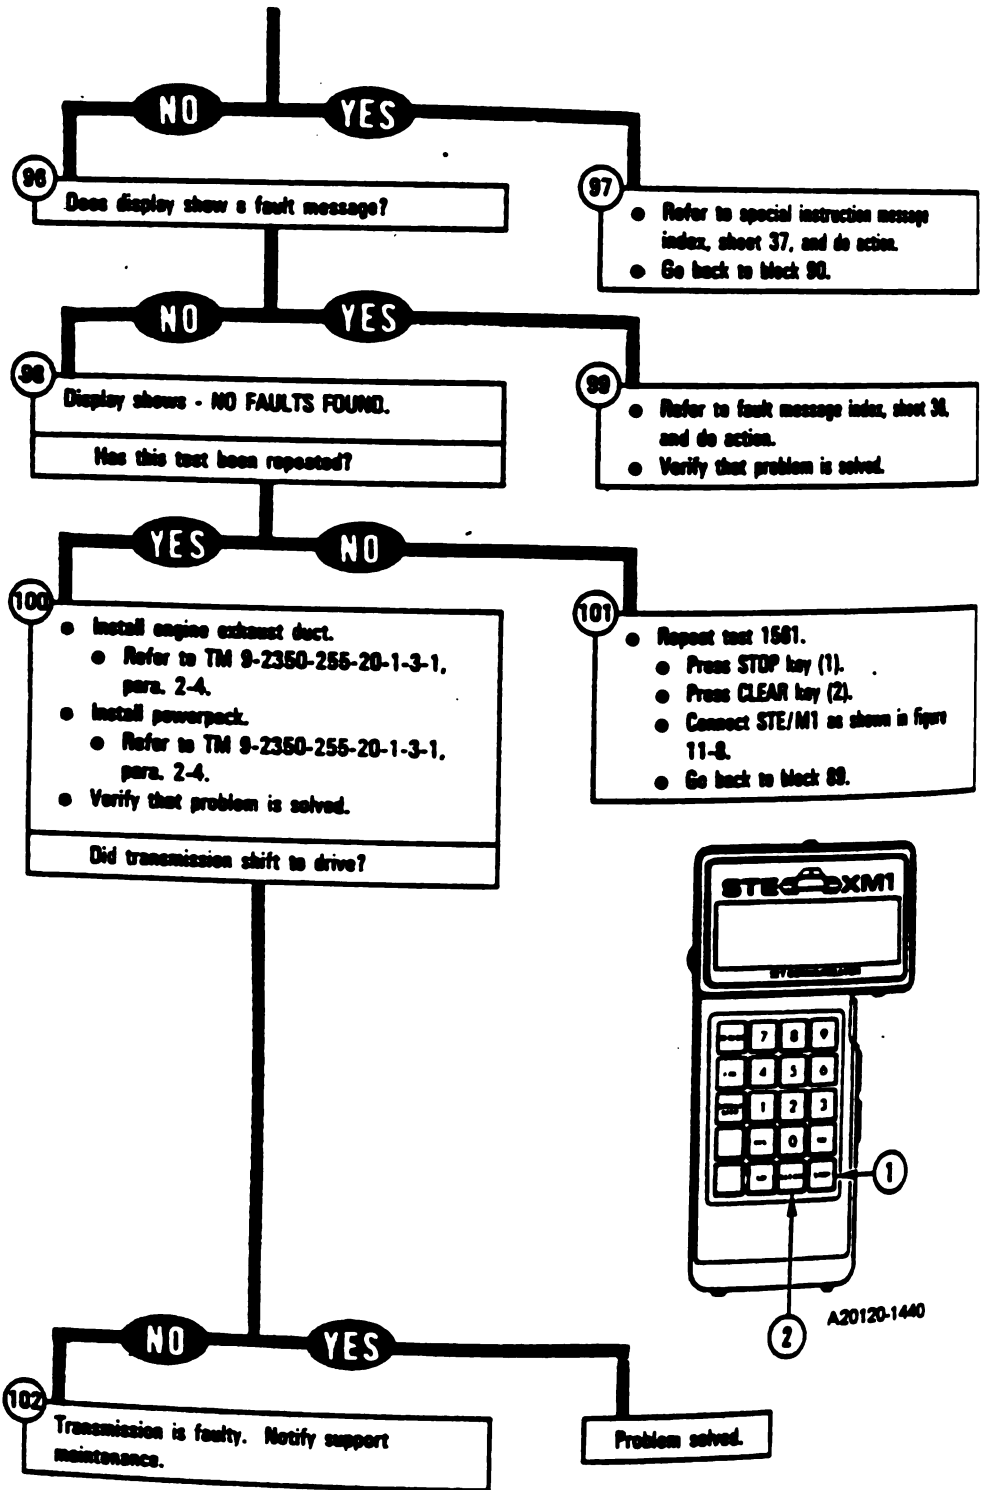 NO YES
96
Does display show a fault message?
97
● Refer to special instruction message
index, sheet 37, and do action.
● Go back to block 90.
NO YES
98
Display shows - NO FAULTS FOUND.
Has this test been repeated?
99
● Refer to fault message index, sheet 36,
and do action.
● Verify that problem is solved.
YES NO
100
● Install engine exhaust duct.
● Refer to TM 9-2350-255-20-1-3-1,
para. 2-4.
● Install powerpack.
● Refer to TM 9-2350-255-20-1-3-1,
para. 2-4.
● Verify that problem is solved.
Did transmission shift to drive?
101
● Repeat test 1561.
● Press STOP key (1).
● Press CLEAR key (2).
● Connect STE/M1 as shown in figure
11-8.
● Go back to block 89.
STE XM1
7 8 9
4 5 6
1 2 3
0
1
2
A20120-1440
NO YES
102
Transmission is faulty. Notify support
maintenance.
Problem solved.